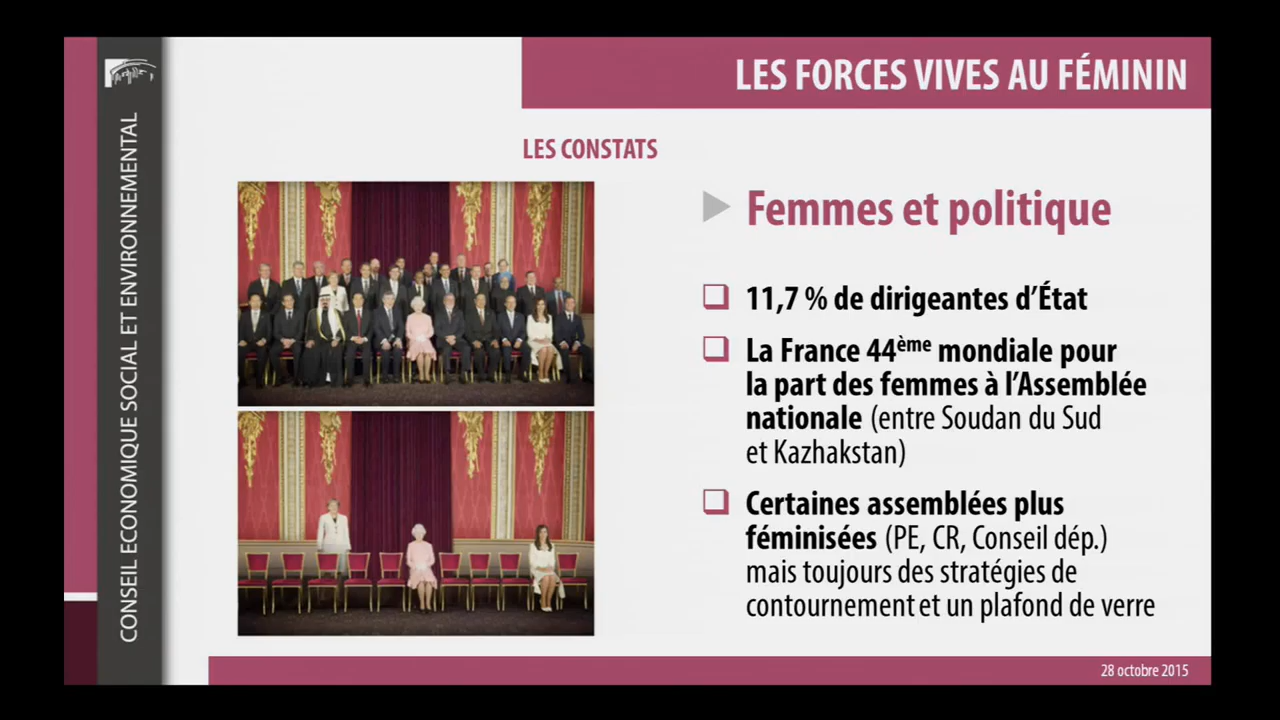 LES FORCES VIVES AU FÉMININ
CONSEIL ECONOMIQUE SOCIAL ET ENVIRONNEMENTAL
LES CONSTATS
Femmes et politique
11,7 % de dirigeantes d’État
La France 44ème mondiale pour
la part des femmes à l’Assemblée
nationale (entre Soudan du Sud
et Kazhakstan)
Certaines assemblées plus
féminisées (PE, CR, Conseil dép.)
mais toujours des stratégies de
contournement et un plafond de verre
28 octobre 2015